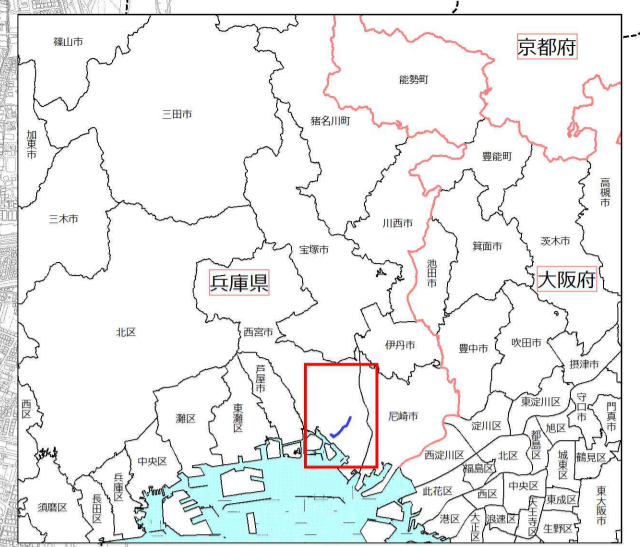 篠山市
京都府
能勢町
三田市
猪名川町
加東市
豊能町
高槻市
三木市
川西市
宝塚市
箕面市
茨木市
池田市
兵庫県
大阪府
北区
西宮市
伊丹市
豊中市
吹田市
摂津市
芦屋市
西区
灘区
東灘区
尼崎市
東淀川区
守口市
門真市
淀川区
旭区
都島区
西淀川区
北区
城東区
鶴見区
中央区
福島区
兵庫区
此花区
西区
中央区
東成区
東大阪市
須磨区
長田区
港区
大正区
浪速区
天王寺区
生野区